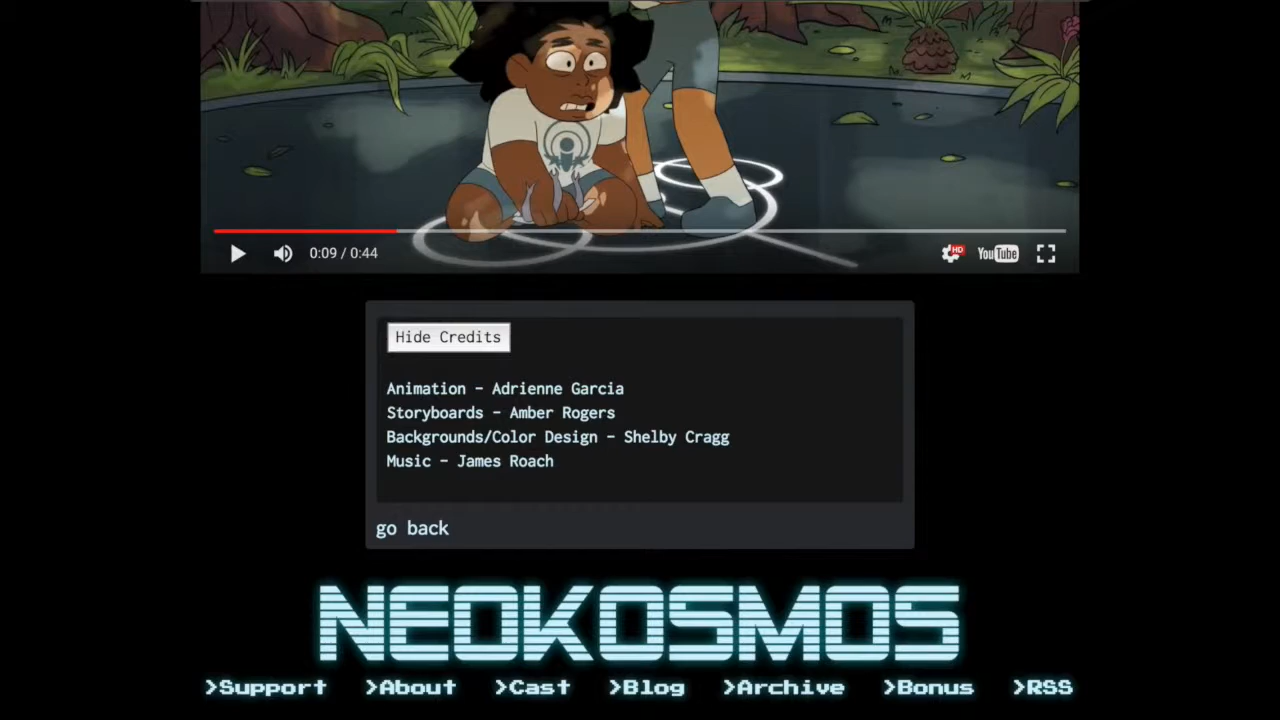 0:09 / 0:44
HD
YouTube
Hide Credits
Animation - Adrienne Garcia
Storyboards - Amber Rogers
Backgrounds/Color Design - Shelby Cragg
Music - James Roach
go back
NEOKOSMOS
>Support >About >Cast >Blog >Archive >Bonus >RSS